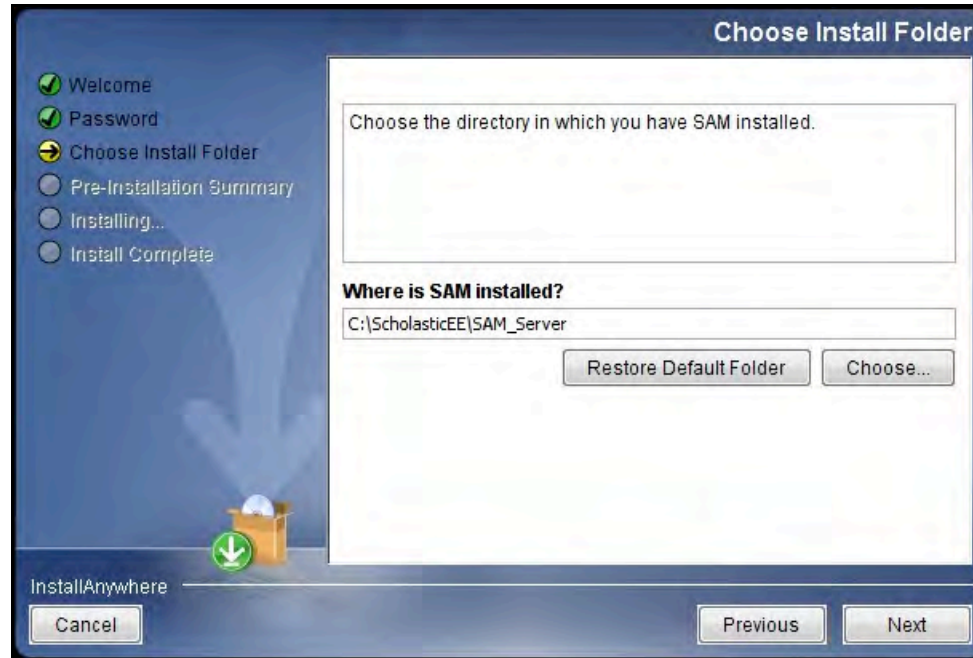 Choose Install Folder
Welcome
Password
Choose Install Folder
Pre-Installation Summary
Installing...
Install Complete
Choose the directory in which you have SAM installed.
Where is SAM installed?
C:\ScholasticEE\SAM_Server
Restore Default Folder
Choose...
InstallAnywhere
Cancel
Previous
Next